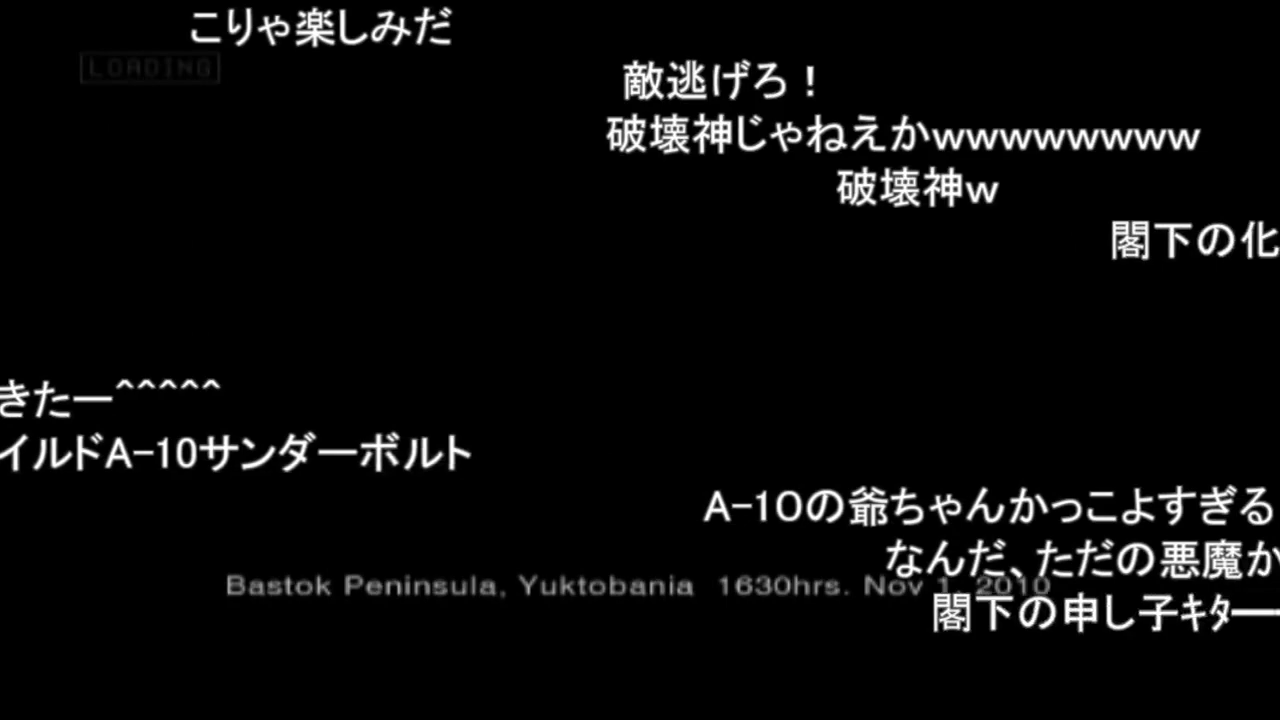 こりゃ楽しみだ
LOADING
敵逃げろ！
破壊神じゃねえかwwwwwwwww
破壊神w
閣下の化
きたー^^^^^
イルドA-10サンダーボルト
A-10の爺ちゃんかっこよすぎる
なんだ、ただの悪魔か
Bastok Peninsula, Yuktobania 1630hrs. Nov 1, 2010
閣下の申し子ｷﾀ━